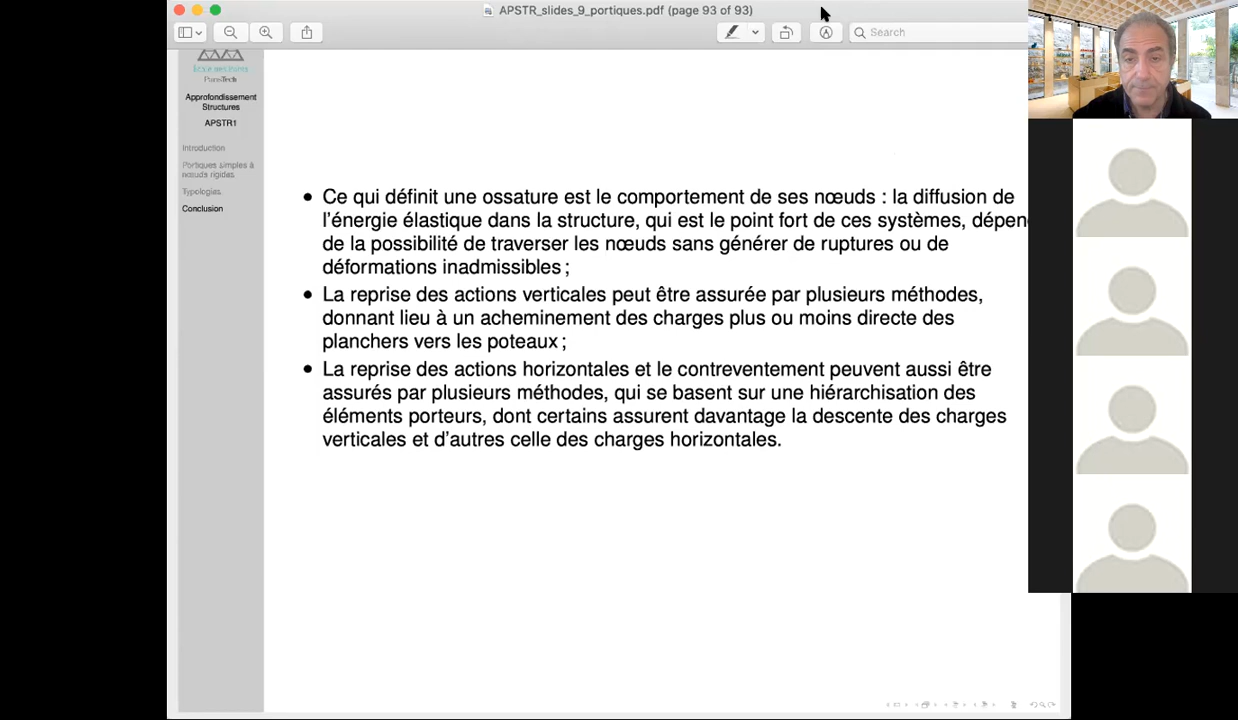 APSTR_slides_9_portiques.pdf (page 93 of 93)
Search
ParisTech
Approfondissement
Structures
APSTR1
Introduction
Portiques simples à
nœuds rigides
Typologies
Conclusion
• Ce qui définit une ossature est le comportement de ses nœuds : la diffusion de
l'énergie élastique dans la structure, qui est le point fort de ces systèmes, dépen
de la possibilité de traverser les nœuds sans générer de ruptures ou de
déformations inadmissibles ;
• La reprise des actions verticales peut être assurée par plusieurs méthodes,
donnant lieu à un acheminement des charges plus ou moins directe des
planchers vers les poteaux ;
• La reprise des actions horizontales et le contreventement peuvent aussi être
assurés par plusieurs méthodes, qui se basent sur une hiérarchisation des
éléments porteurs, dont certains assurent davantage la descente des charges
verticales et d'autres celle des charges horizontales.